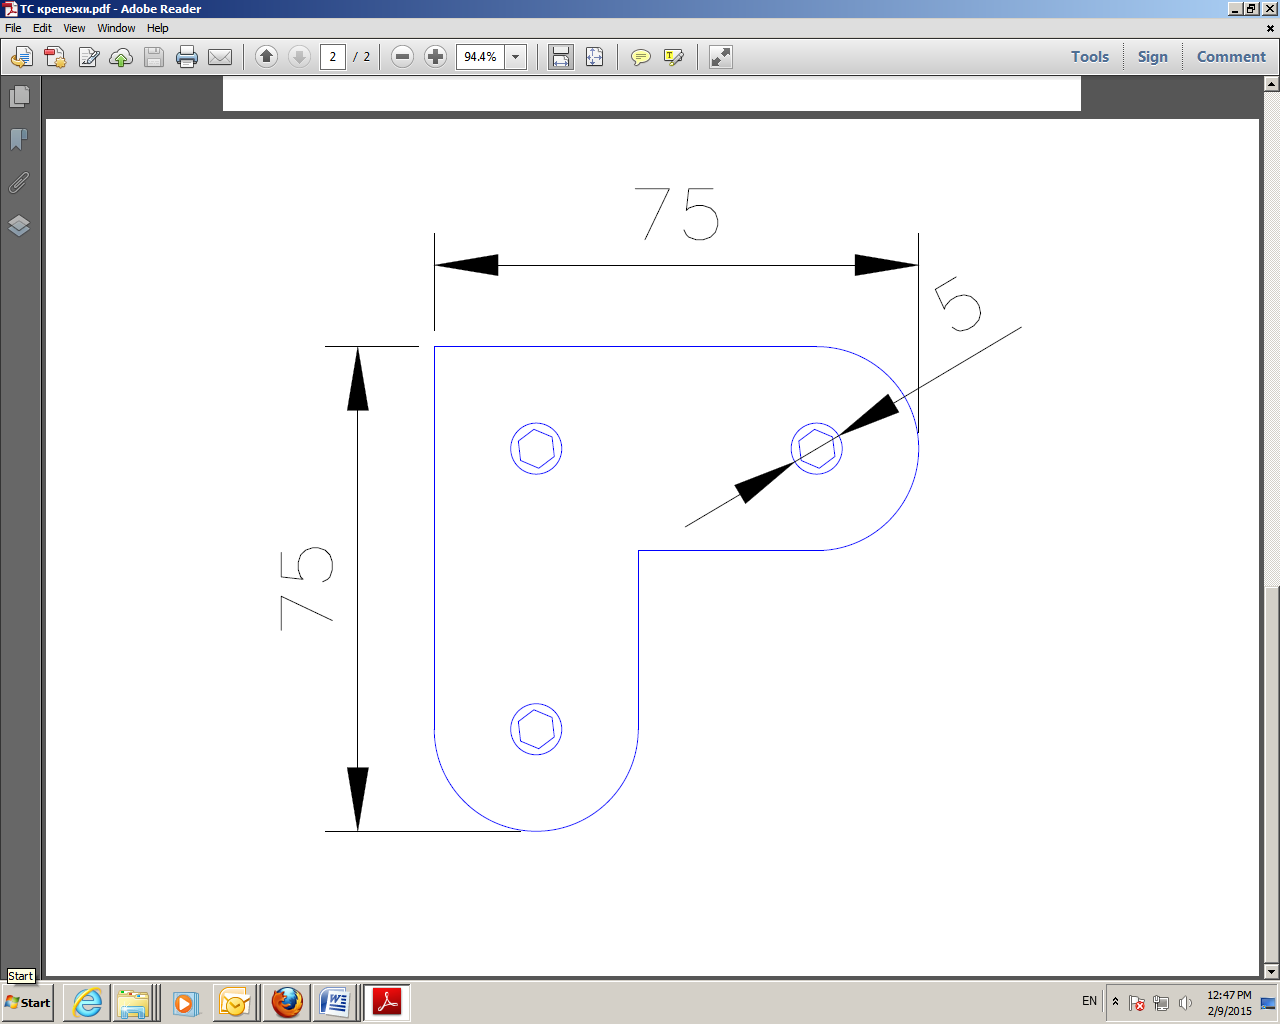 ТС крепежи.pdf - Adobe Reader
File Edit View Window Help
2 / 2 94.4% Tools Sign Comment
75
5
75
Start
Start EN 12:47 PM
2/9/2015